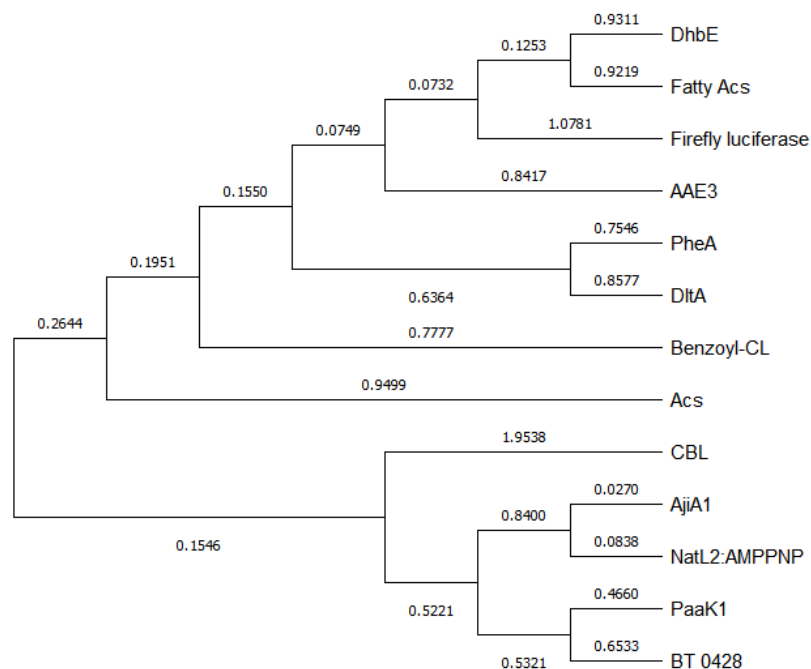 0.9311
DhbE
0.1253
0.9219
Fatty Acs
0.0732
1.0781
Firefly luciferase
0.0749
0.8417
AAE3
0.1550
0.7546
PheA
0.1951
0.8577
DltA
0.6364
0.2644
0.7777
Benzoyl-CL
0.9499
Acs
1.9538
CBL
0.0270
AjiA1
0.8400
0.0838
NatL2:AMPPNP
0.1546
0.4660
PaaK1
0.5221
0.6533
BT 0428
0.5321